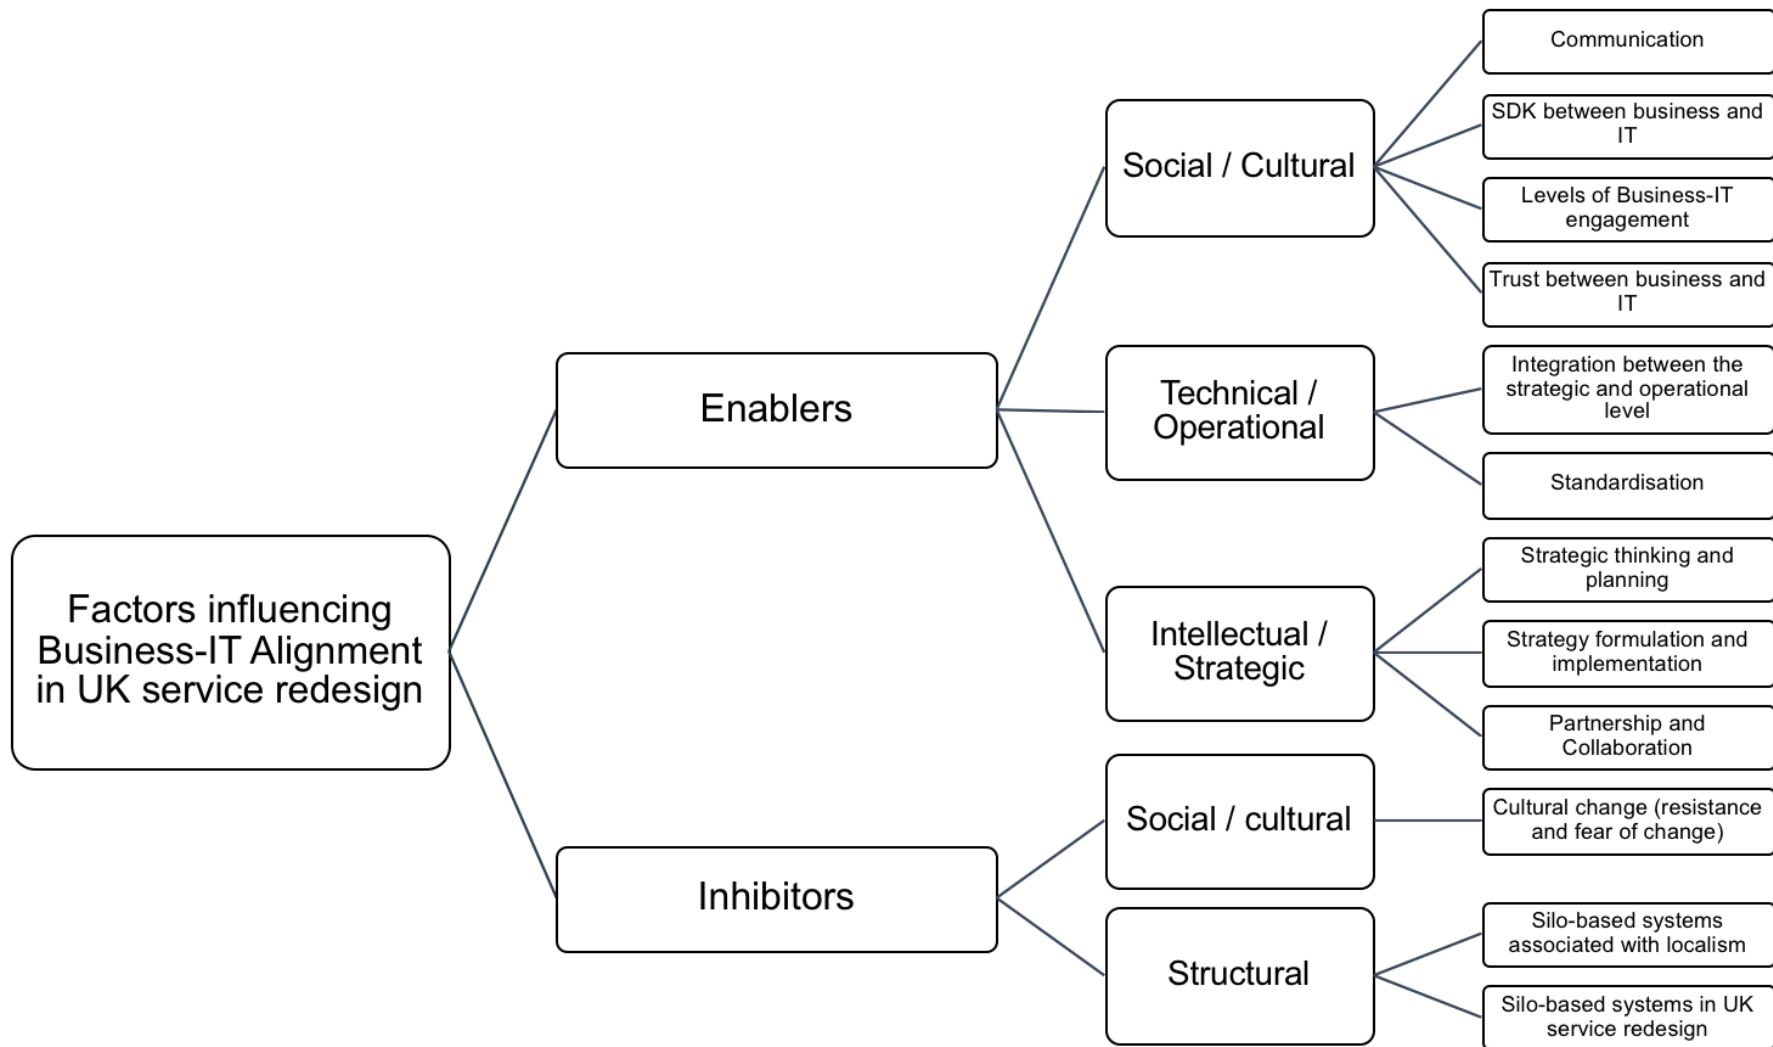 Factors influencing
Business-IT Alignment
in UK service redesign
Enablers
Social / Cultural
Communication
SDK between business and
IT
Levels of Business-IT
engagement
Trust between business and
IT
Technical /
Operational
Integration between the
strategic and operational
level
Standardisation
Intellectual /
Strategic
Strategic thinking and
planning
Strategy formulation and
implementation
Partnership and
Collaboration
Inhibitors
Social / cultural
Cultural change (resistance
and fear of change)
Structural
Silo-based systems
associated with localism
Silo-based systems in UK
service redesign